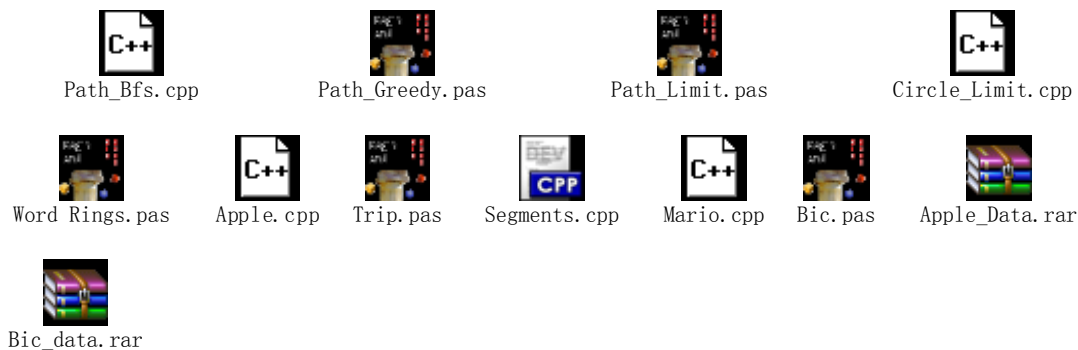 C++
C++
Path_Bfs.cpp Path_Greedy.pas Path_Limit.pas Circle_Limit.cpp
C++
CPP
C++
Word Rings.pas Apple.cpp Trip.pas Segments.cpp Mario.cpp Bic.pas Apple_Data.rar
Bic_data.rar